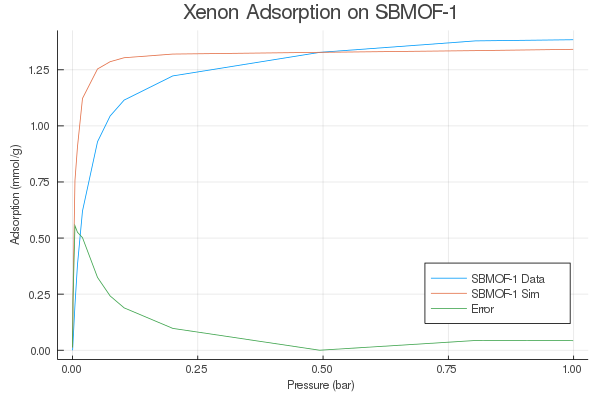 Xenon Adsorption on SBMOF-1
Adsorption (mmol/g)
1.25
1.00
0.75
0.50
0.25
0.00
SBMOF-1 Data
SBMOF-1 Sim
Error
0.00 0.25 0.50 0.75 1.00
Pressure (bar)